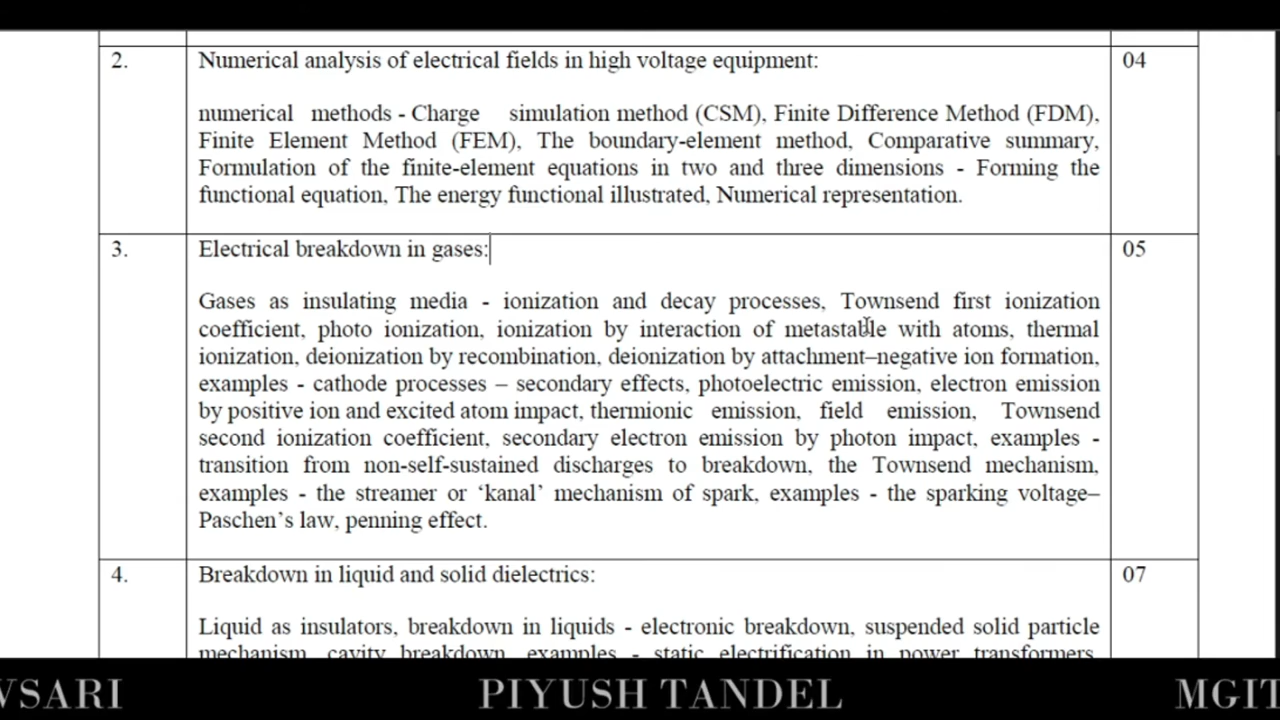 2. Numerical analysis of electrical fields in high voltage equipment: 04
numerical methods - Charge simulation method (CSM), Finite Difference Method (FDM),
Finite Element Method (FEM), The boundary-element method, Comparative summary,
Formulation of the finite-element equations in two and three dimensions - Forming the
functional equation, The energy functional illustrated, Numerical representation.
3. Electrical breakdown in gases: 05
Gases as insulating media - ionization and decay processes, Townsend first ionization
coefficient, photo ionization, ionization by interaction of metastable with atoms, thermal
ionization, deionization by recombination, deionization by attachment–negative ion formation,
examples - cathode processes – secondary effects, photoelectric emission, electron emission
by positive ion and excited atom impact, thermionic emission, field emission, Townsend
second ionization coefficient, secondary electron emission by photon impact, examples -
transition from non-self-sustained discharges to breakdown, the Townsend mechanism,
examples - the streamer or ‘kanal’ mechanism of spark, examples - the sparking voltage–
Paschen’s law, penning effect.
4. Breakdown in liquid and solid dielectrics: 07
Liquid as insulators, breakdown in liquids - electronic breakdown, suspended solid particle
mechanism, cavity breakdown, examples - static electrification in power transformers,
VSARI PIYUSH TANDEL MGIT